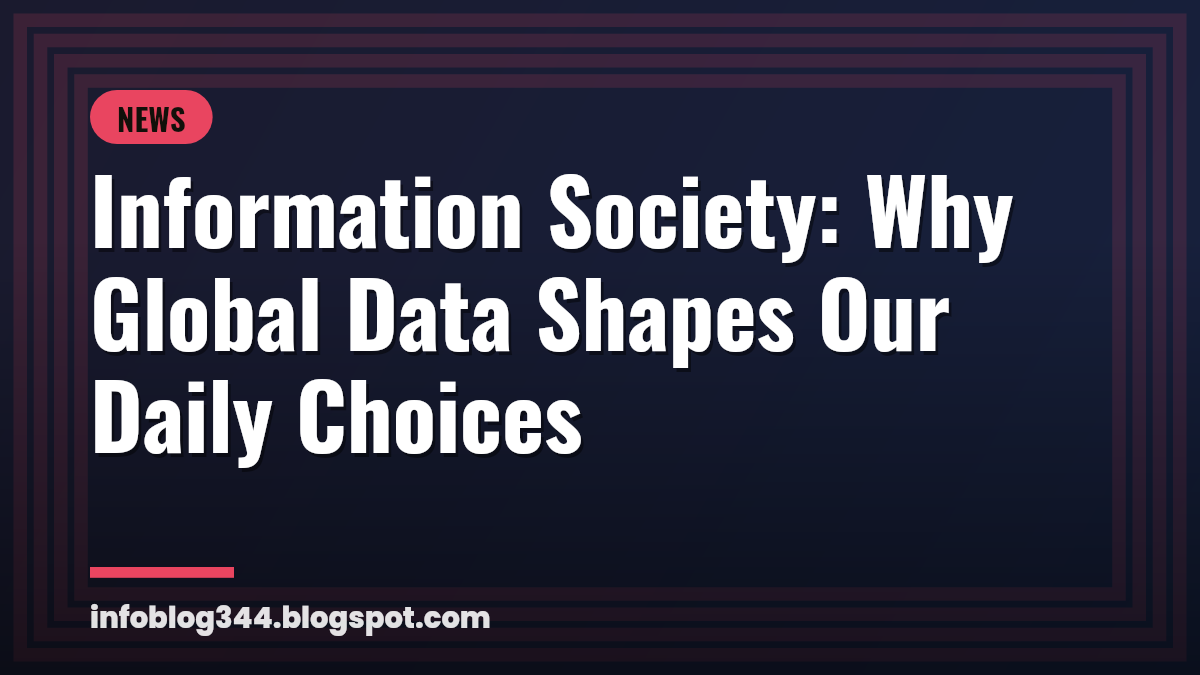 NEWS
Information Society: Why
Global Data Shapes Our
Daily Choices
infoblog344.blogspot.com